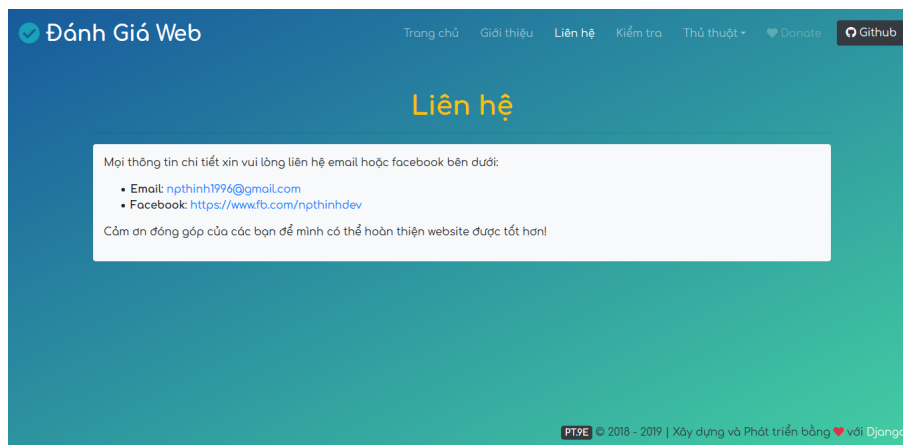 Đánh Giá Web
Trang chủ Giới thiệu Liên hệ Kiểm tra Thủ thuật Donate Github
Liên hệ
Mọi thông tin chi tiết xin vui lòng liên hệ email hoặc facebook bên dưới:
Email: npthinh1996@gmail.com
Facebook: https://www.fb.com/npthinhdev
Cảm ơn đóng góp của các bạn để mình có thể hoàn thiện website được tốt hơn!
PT.9E © 2018 - 2019 | Xây dựng và Phát triển bằng ❤ với Django